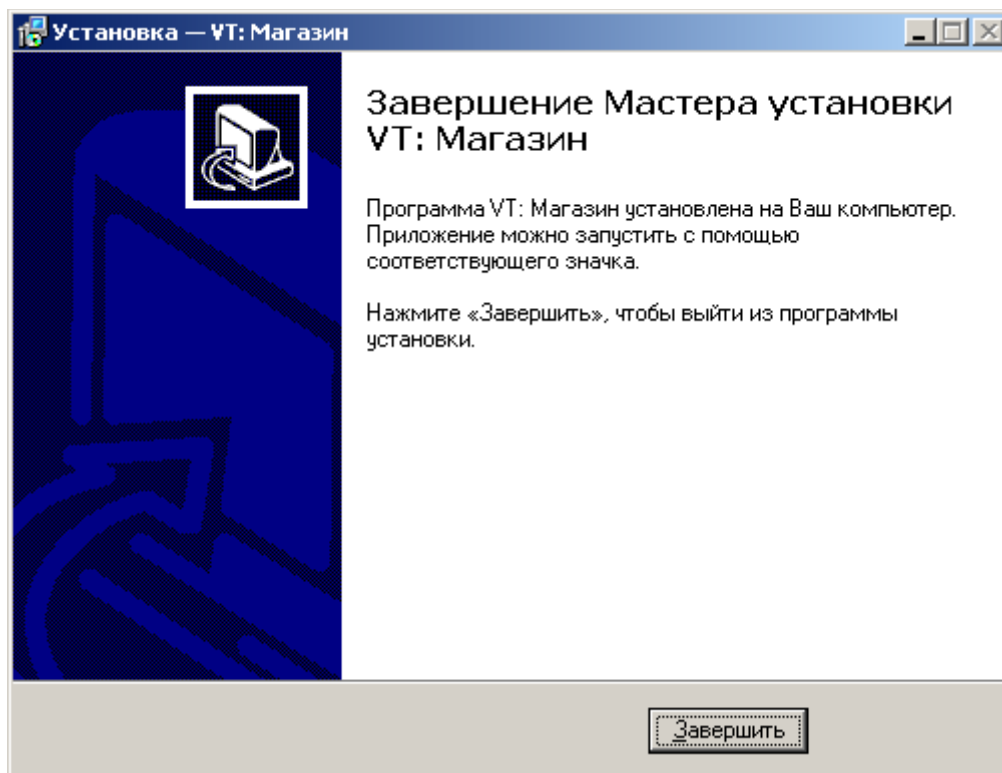 Установка — VT: Магазин
Завершение Мастера установки
VT: Магазин
Программа VT: Магазин установлена на Ваш компьютер.
Приложение можно запустить с помощью
соответствующего значка.
Нажмите «Завершить», чтобы выйти из программы
установки.
Завершить